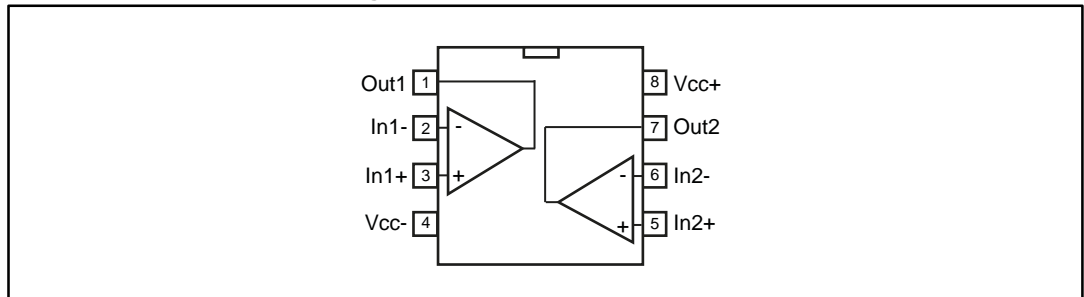 Out1 1
In1- 2
In1+ 3
Vcc- 4
- 
+
8 Vcc+
7 Out2
6 In2-
5 In2+
-
+